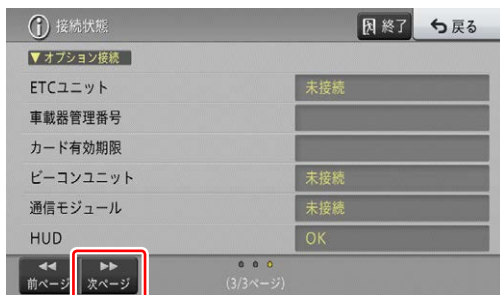 接続状態
終了
戻る
▼オプション接続
ETCユニット 未接続
車載器管理番号
カード有効期限
ビーコンユニット 未接続
通信モジュール 未接続
HUD OK
前ページ 次ページ (3/3ページ)